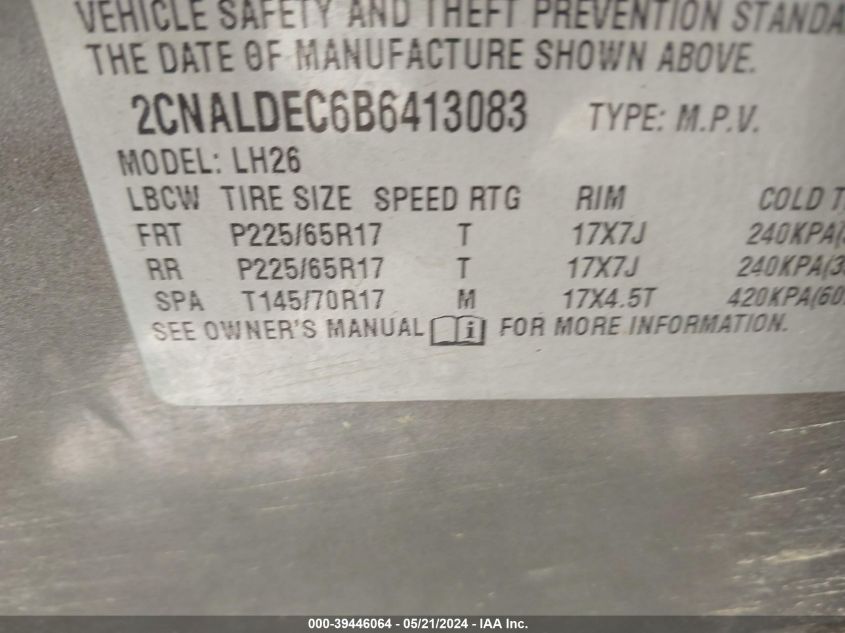 VEHICLE SAFETY AND THEFT PREVENTION
THE DATE OF MANUFACTURE SHOWN ABOVE.
2CNALDEC6B6413083 TYPE: M.P.V.
MODEL: LH26
LBCW TIRE SIZE SPEED RTG RIM COLD
FRT P225/65R17 T 17X7J 240KPA(
RR P225/65R17 T 17X7J 240KPA(3
SPA T145/70R17 M 17X4.5T 420KPA(60
SEE OWNER'S MANUAL i FOR MORE INFORMATION.
000-39446064 - 05/21/2024 - IAA Inc.